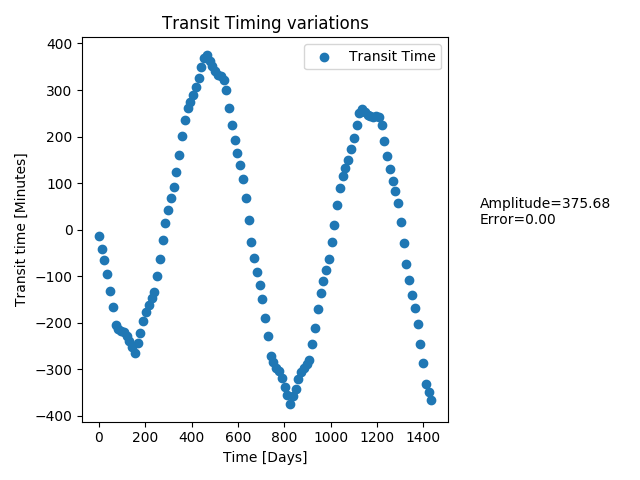 Transit Timing variations
Transit Time
Transit time [Minutes]
400
300
200
100
0
−100
−200
−300
−400
0
200
400
600
800
1000
1200
1400
Time [Days]
Amplitude=375.68
Error=0.00